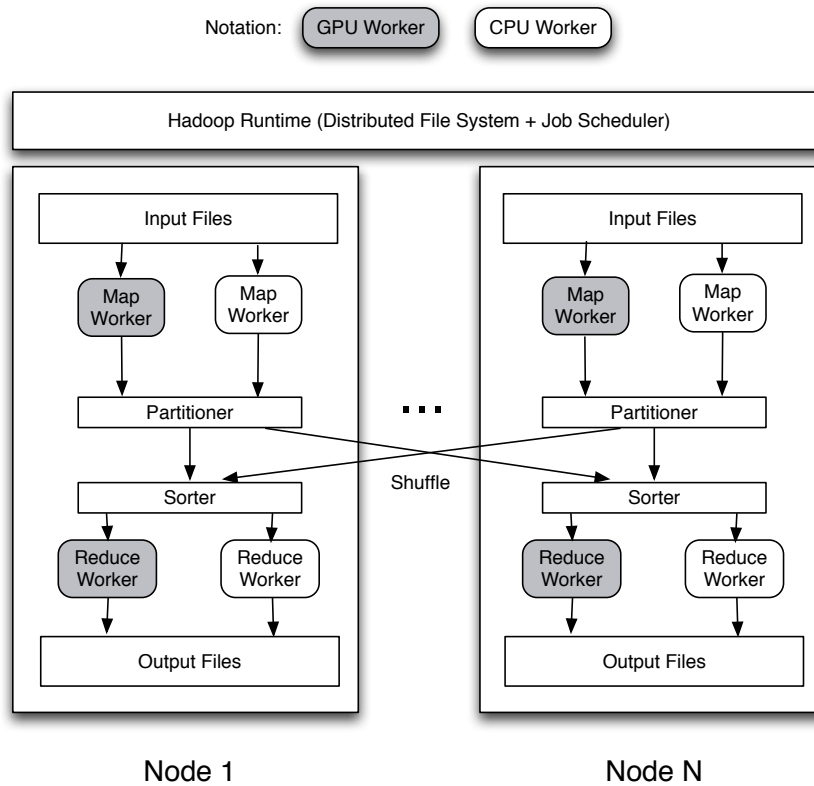 Notation: GPU Worker CPU Worker
Hadoop Runtime (Distributed File System + Job Scheduler)
Input Files
Map
Worker
Map
Worker
Partitioner
Sorter
Reduce
Worker
Reduce
Worker
Output Files
Node 1
...
Shuffle
Input Files
Map
Worker
Map
Worker
Partitioner
Sorter
Reduce
Worker
Reduce
Worker
Output Files
Node N